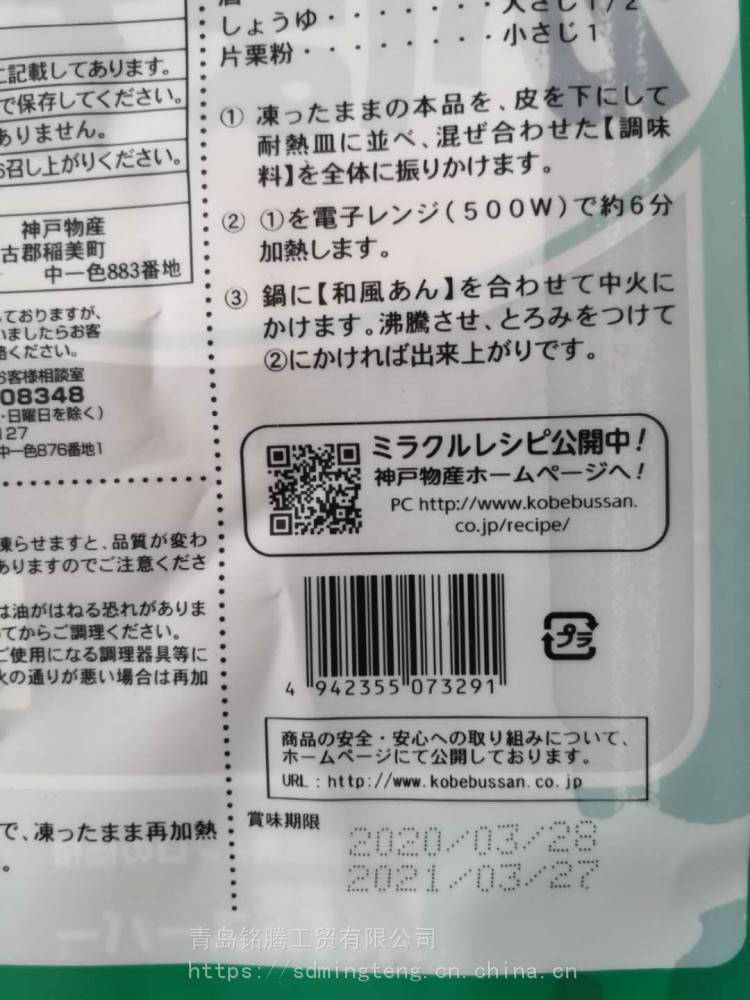 しょうゆ・・・・・・・・大さじ1/2
片栗粉・・・・・・・・・小さじ1
① 凍ったままの本品を、皮を下にして
耐熱皿に並べ、混ぜ合わせた【調味
料】を全体に振りかけます。
② ①を電子レンジ(500W)で約6分
加熱します。
③ 鍋に【和風あん】を合わせて中火に
かけます。沸騰させ、とろみをつけて
②にかければ出来上がりです。
に記載してあります。
で保存してください。
ありません。
お召し上がりください。
神戸物産
古郡稲美町
中一色883番地
ておりますが、
いましたらお客
絡ください。
お客様相談室
08348
・日曜日を除く)
127
中一色876番地1
ミラクルレシピ公開中!
神戸物産ホームページへ!
PC http://www.kobebussan.
co.jp/recipe/
凍らせますと、品質が変わ
ありますのでご注意くださ
は油がはねる恐れがありま
てからご調理ください。
ご使用になる調理器具等に
火の通りが悪い場合は再加
4 942355 073291
プラ
商品の安全・安心への取り組みについて、
ホームページにて公開しております。
URL : http://www.kobebussan.co.jp
で、凍ったまま再加熱
。
賞味期限
2020/03/28
2021/03/27
青岛铭腾工贸有限公司
https://sdmingteng.cn.china.cn